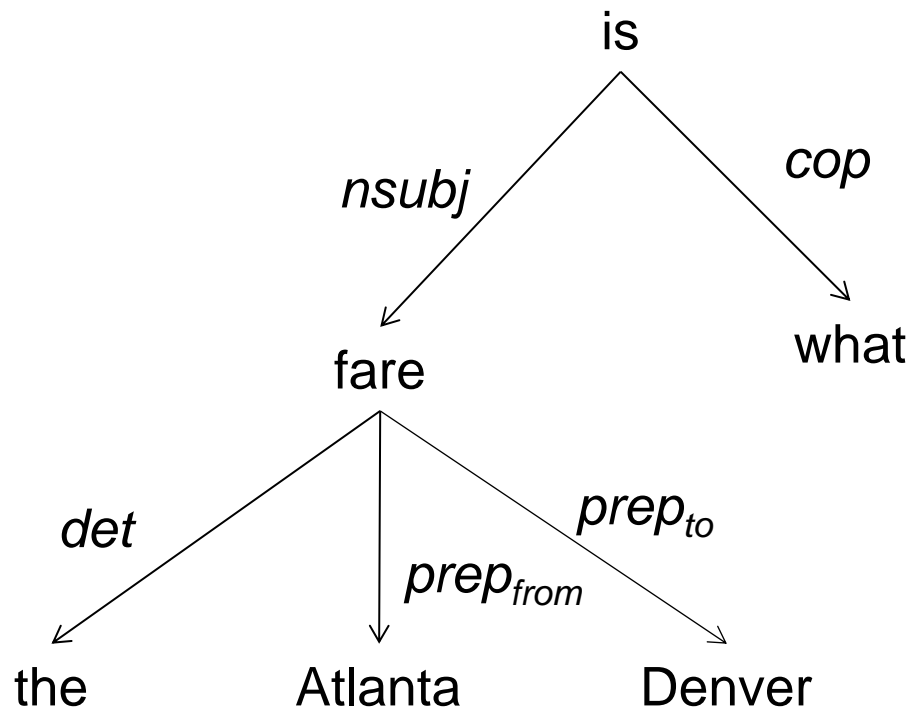 is
nsubj cop
fare what
det prep_from prep_to
the Atlanta Denver